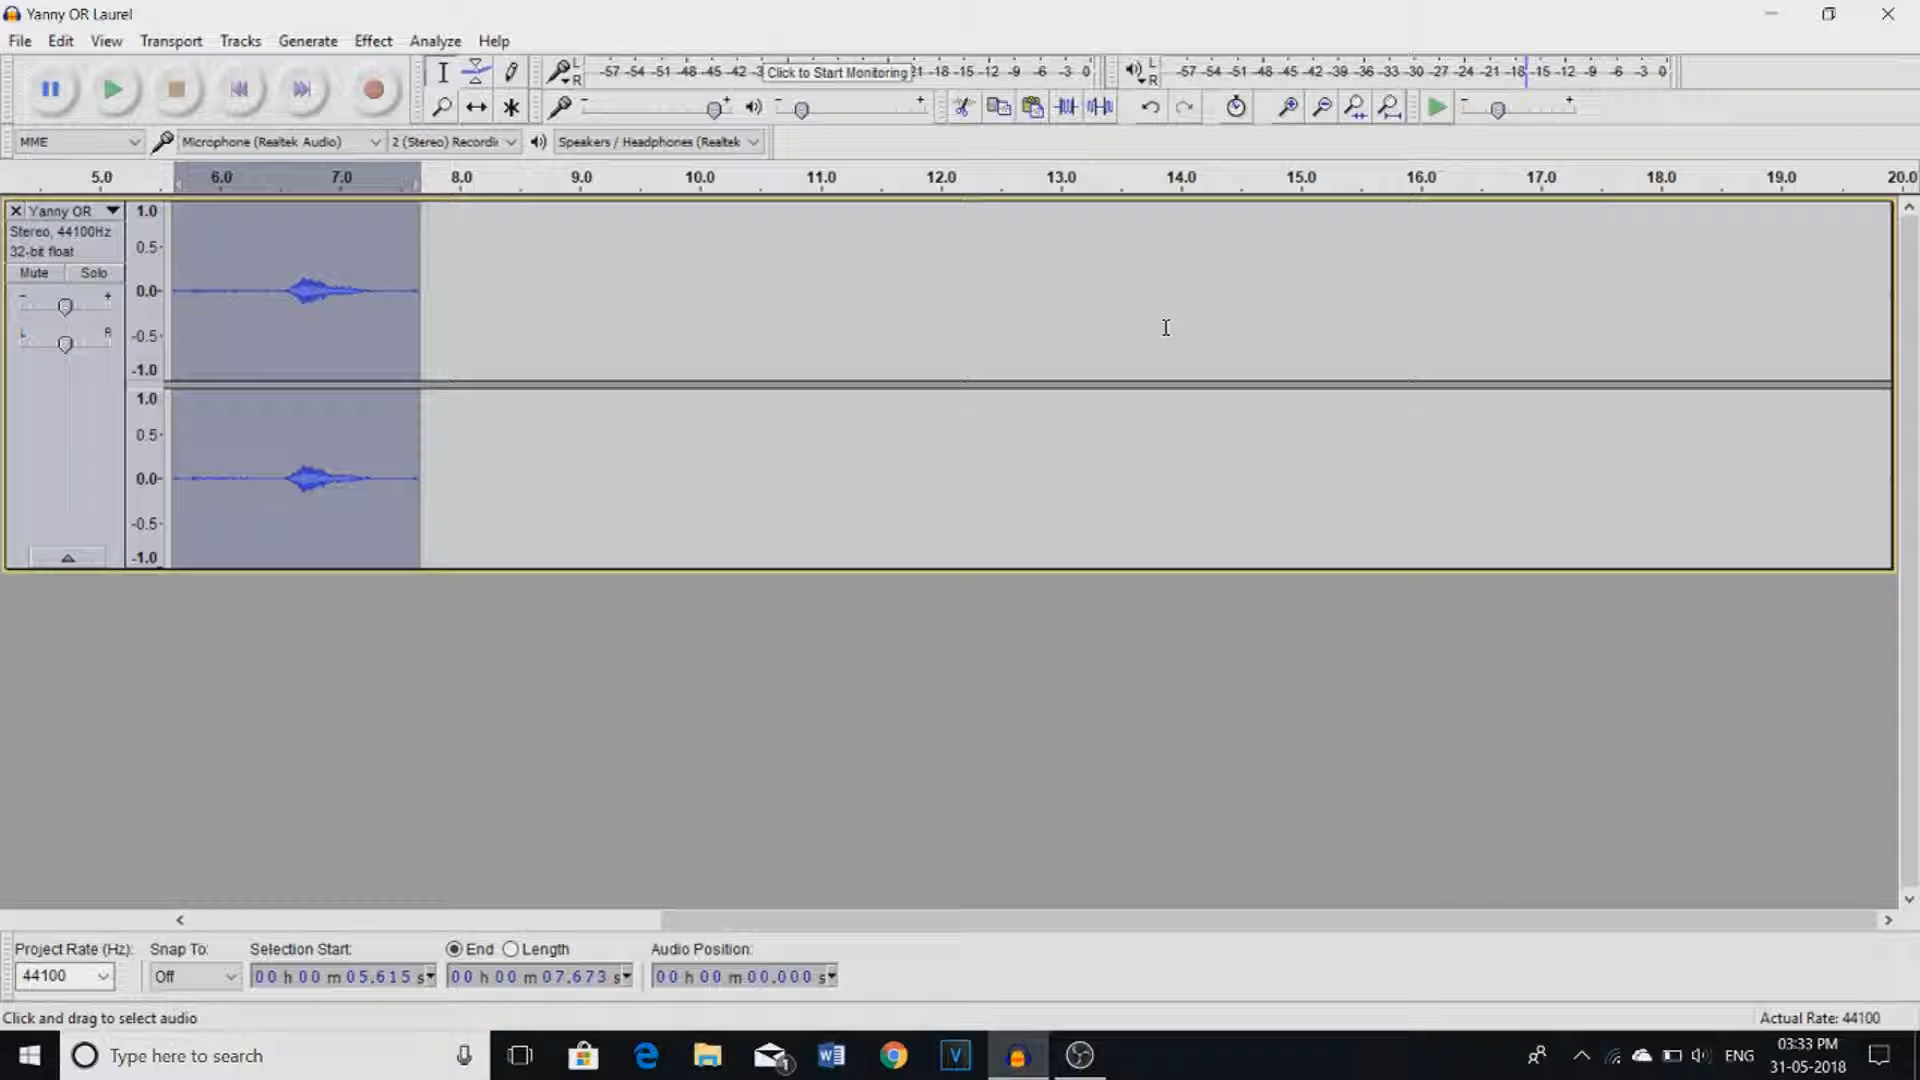 Yanny OR Laurel
File Edit View Transport Tracks Generate Effect Analyze Help
L R -57 -54 -51 -48 -45 -42 -3 Click to Start Monitoring 21 -18 -15 -12 -9 -6 -3 0 L R -57 -54 -51 -48 -45 -42 -39 -36 -33 -30 -27 -24 -21 -18 -15 -12 -9 -6 -3 0
- + - + - +
MME Microphone (Realtek Audio) 2 (Stereo) Recordi Speakers / Headphones (Realtek
5.0 6.0 7.0 8.0 9.0 10.0 11.0 12.0 13.0 14.0 15.0 16.0 17.0 18.0 19.0 20.0
X Yanny OR 1.0
Stereo, 44100Hz
32-bit float 0.5-
Mute Solo
- + 0.0-
L R -0.5-
-1.0
1.0
0.5-
0.0-
-0.5-
-1.0
Project Rate (Hz): Snap To: Selection Start: End Length Audio Position:
44100 Off 00 h 00 m 05.615 s 00 h 00 m 07.673 s 00 h 00 m 00.000 s
Click and drag to select audio Actual Rate: 44100
Type here to search 1 W V ENG 03:33 PM
31-05-2018